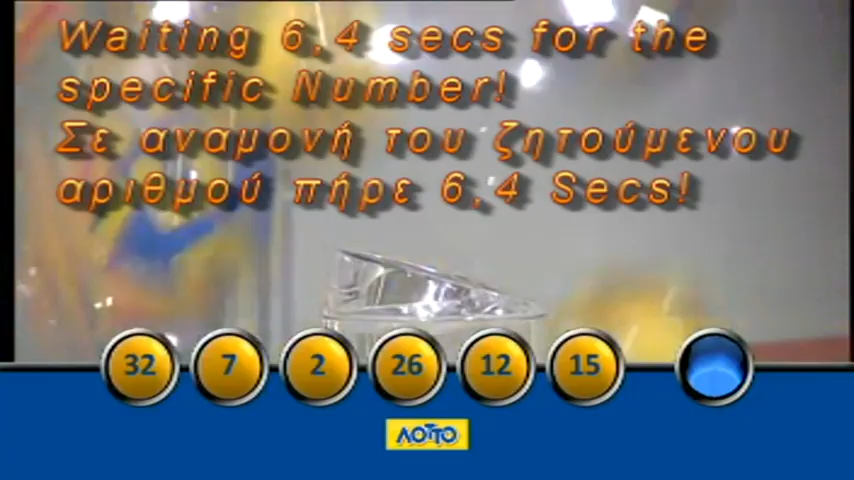 Waiting 6,4 secs for the
specific Number!
Σε αναμονή του ζητούμενου
αριθμού πήρε 6,4 Secs!
32 7 2 26 12 15
ΛΟΤΤΟ